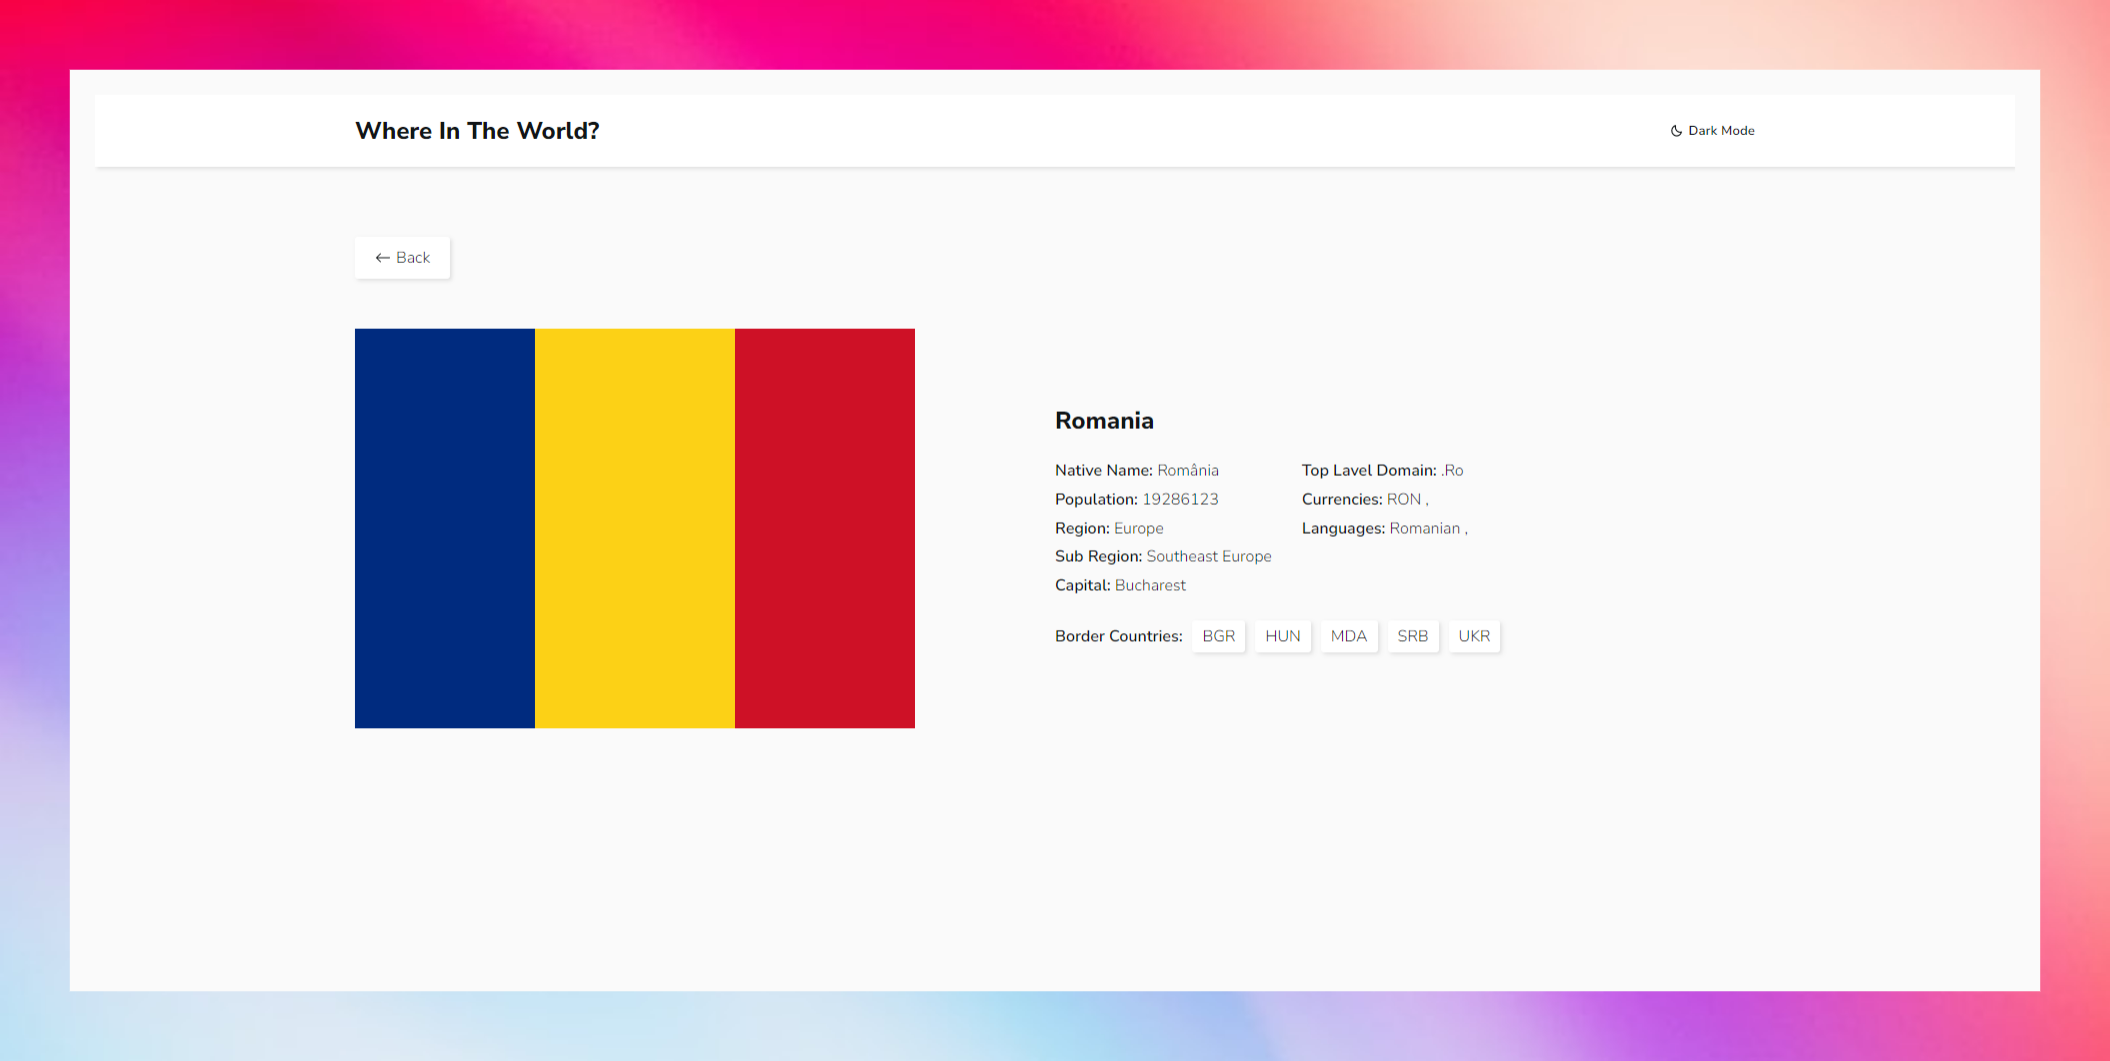 Where In The World?
Dark Mode
← Back
Romania
Native Name: România
Population: 19286123
Region: Europe
Sub Region: Southeast Europe
Capital: Bucharest
Top Lavel Domain: .Ro
Currencies: RON ,
Languages: Romanian ,
Border Countries: BGR HUN MDA SRB UKR